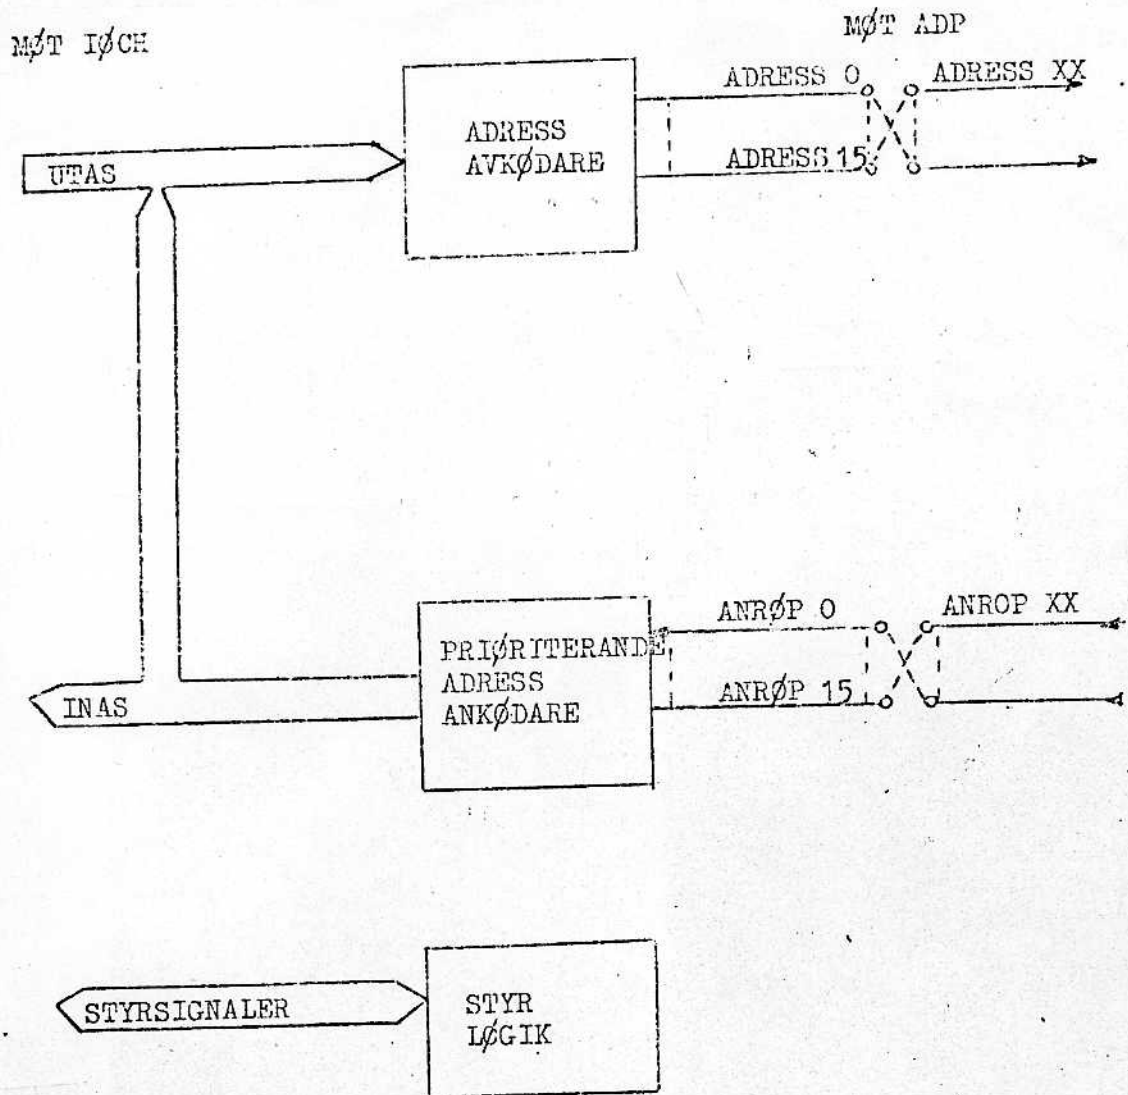 MØT IØCH
MØT ADP
ADRESS 0
ADRESS XX
ADRESS
AVKØDARE
UTAS
ADRESS 15
ANRØP 0
ANROP XX
PRIØRITERANDE
ADRESS
ANKØDARE
INAS
ANRØP 15
STYRSIGNALER
STYR
LØGIK